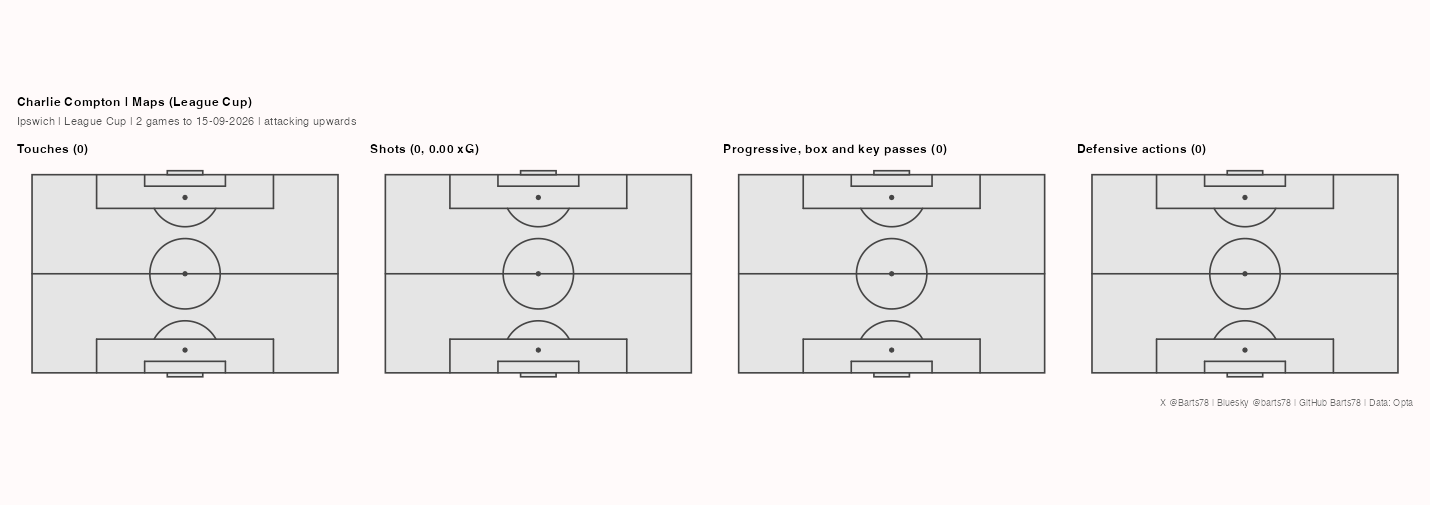 Charlie Compton | Maps (League Cup)
Ipswich | League Cup | 2 games to 15-09-2026 | attacking upwards
Touches (0)
Shots (0, 0.00 xG)
Progressive, box and key passes (0)
Defensive actions (0)
X @Barts78 | Bluesky @barts78 | GitHub Barts78 | Data: Opta